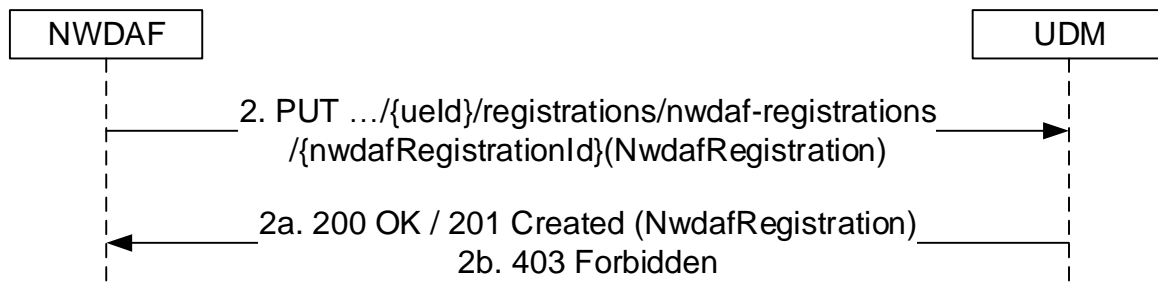 NWDAF
UDM
2. PUT …/{ueId}/registrations/nwdaf-registrations
/{nwdafRegistrationId}(NwdafRegistration)
2a. 200 OK / 201 Created (NwdafRegistration)
2b. 403 Forbidden